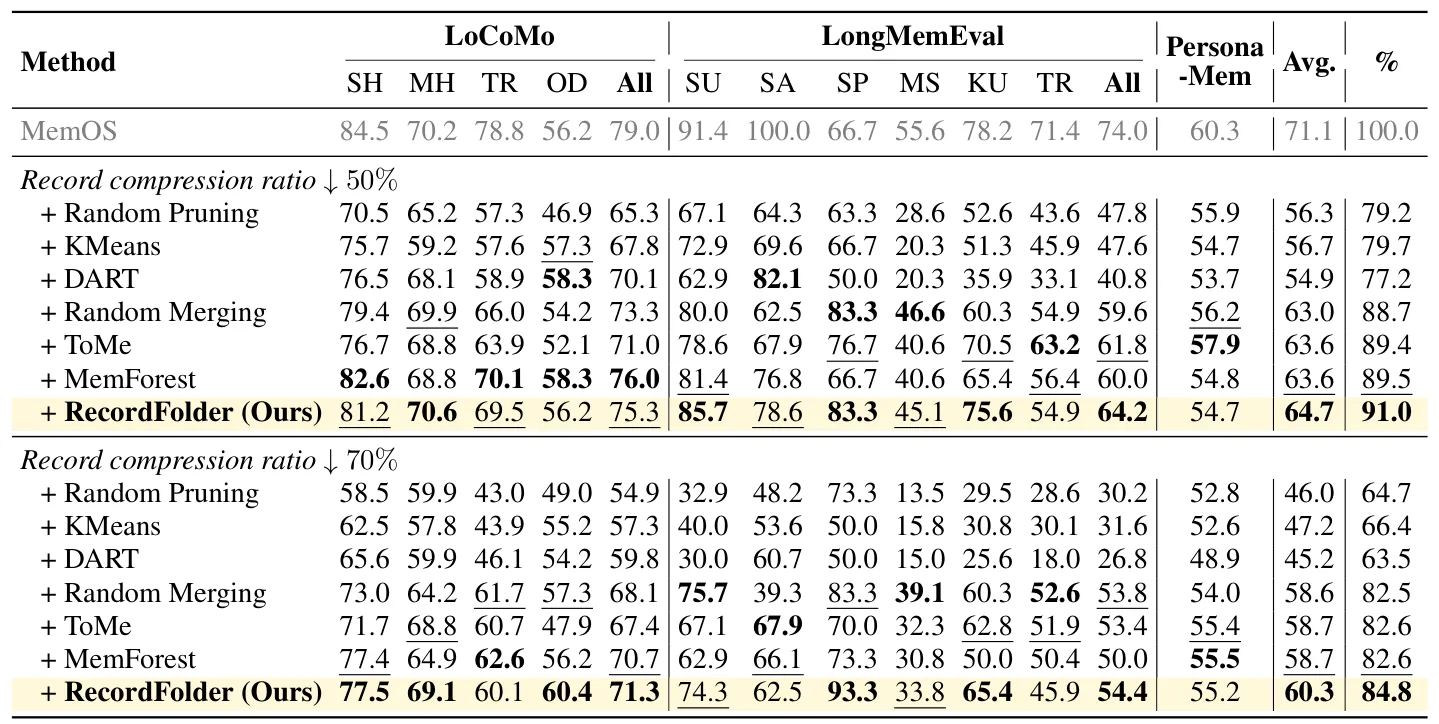 Method LoCoMo LongMemEval Persona-Mem Avg. %
SH MH TR OD All SU SA SP MS KU TR All
MemOS 84.5 70.2 78.8 56.2 79.0 91.4 100.0 66.7 55.6 78.2 71.4 74.0 60.3 71.1 100.0
Record compression ratio ↓ 50%
+ Random Pruning 70.5 65.2 57.3 46.9 65.3 67.1 64.3 63.3 28.6 52.6 43.6 47.8 55.9 56.3 79.2
+ KMeans 75.7 59.2 57.6 57.3 67.8 72.9 69.6 66.7 20.3 51.3 45.9 47.6 54.7 56.7 79.7
+ DART 76.5 68.1 58.9 58.3 70.1 62.9 82.1 50.0 20.3 35.9 33.1 40.8 53.7 54.9 77.2
+ Random Merging 79.4 69.9 66.0 54.2 73.3 80.0 62.5 83.3 46.6 60.3 54.9 59.6 56.2 63.0 88.7
+ ToMe 76.7 68.8 63.9 52.1 71.0 78.6 67.9 76.7 40.6 70.5 63.2 61.8 57.9 63.6 89.4
+ MemForest 82.6 68.8 70.1 58.3 76.0 81.4 76.8 66.7 40.6 65.4 56.4 60.0 54.8 63.6 89.5
+ RecordFolder (Ours) 81.2 70.6 69.5 56.2 75.3 85.7 78.6 83.3 45.1 75.6 54.9 64.2 54.7 64.7 91.0
Record compression ratio ↓ 70%
+ Random Pruning 58.5 59.9 43.0 49.0 54.9 32.9 48.2 73.3 13.5 29.5 28.6 30.2 52.8 46.0 64.7
+ KMeans 62.5 57.8 43.9 55.2 57.3 40.0 53.6 50.0 15.8 30.8 30.1 31.6 52.6 47.2 66.4
+ DART 65.6 59.9 46.1 54.2 59.8 30.0 60.7 50.0 15.0 25.6 18.0 26.8 48.9 45.2 63.5
+ Random Merging 73.0 64.2 61.7 57.3 68.1 75.7 39.3 83.3 39.1 60.3 52.6 53.8 54.0 58.6 82.5
+ ToMe 71.7 68.8 60.7 47.9 67.4 67.1 67.9 70.0 32.3 62.8 51.9 53.4 55.4 58.7 82.6
+ MemForest 77.4 64.9 62.6 56.2 70.7 62.9 66.1 73.3 30.8 50.0 50.4 50.0 55.5 58.7 82.6
+ RecordFolder (Ours) 77.5 69.1 60.1 60.4 71.3 74.3 62.5 93.3 33.8 65.4 45.9 54.4 55.2 60.3 84.8